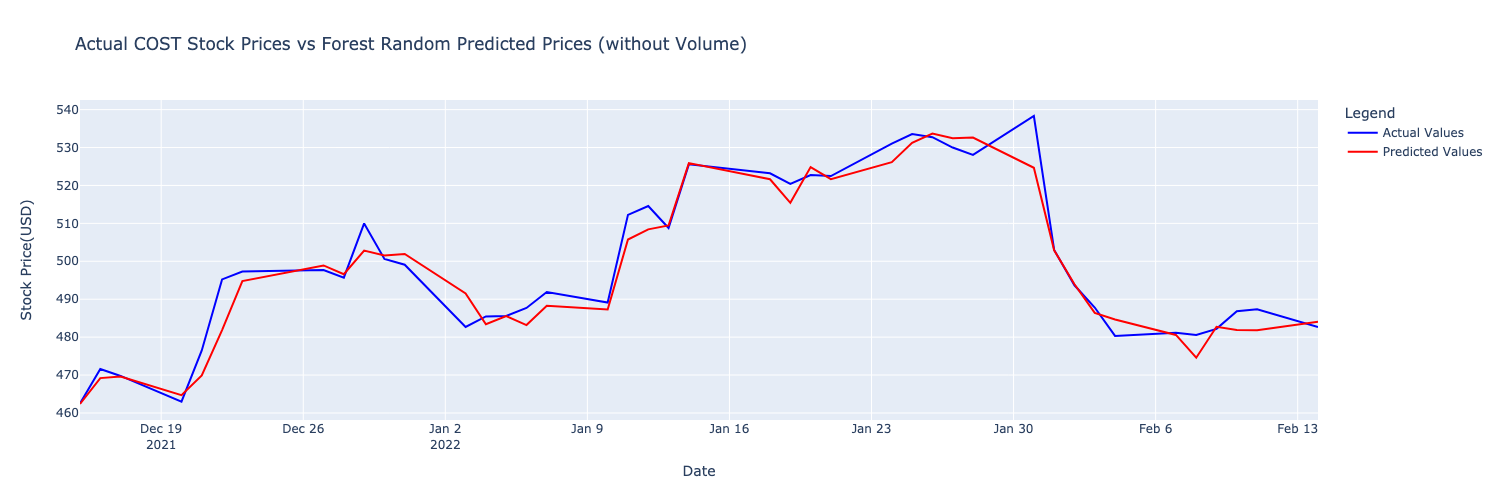 Actual COST Stock Prices vs Forest Random Predicted Prices (without Volume)
Legend
Actual Values
Predicted Values
Stock Price(USD)
540
530
520
510
500
490
480
470
460
Dec 19
2021
Dec 26
Jan 2
2022
Jan 9
Jan 16
Jan 23
Jan 30
Feb 6
Feb 13
Date